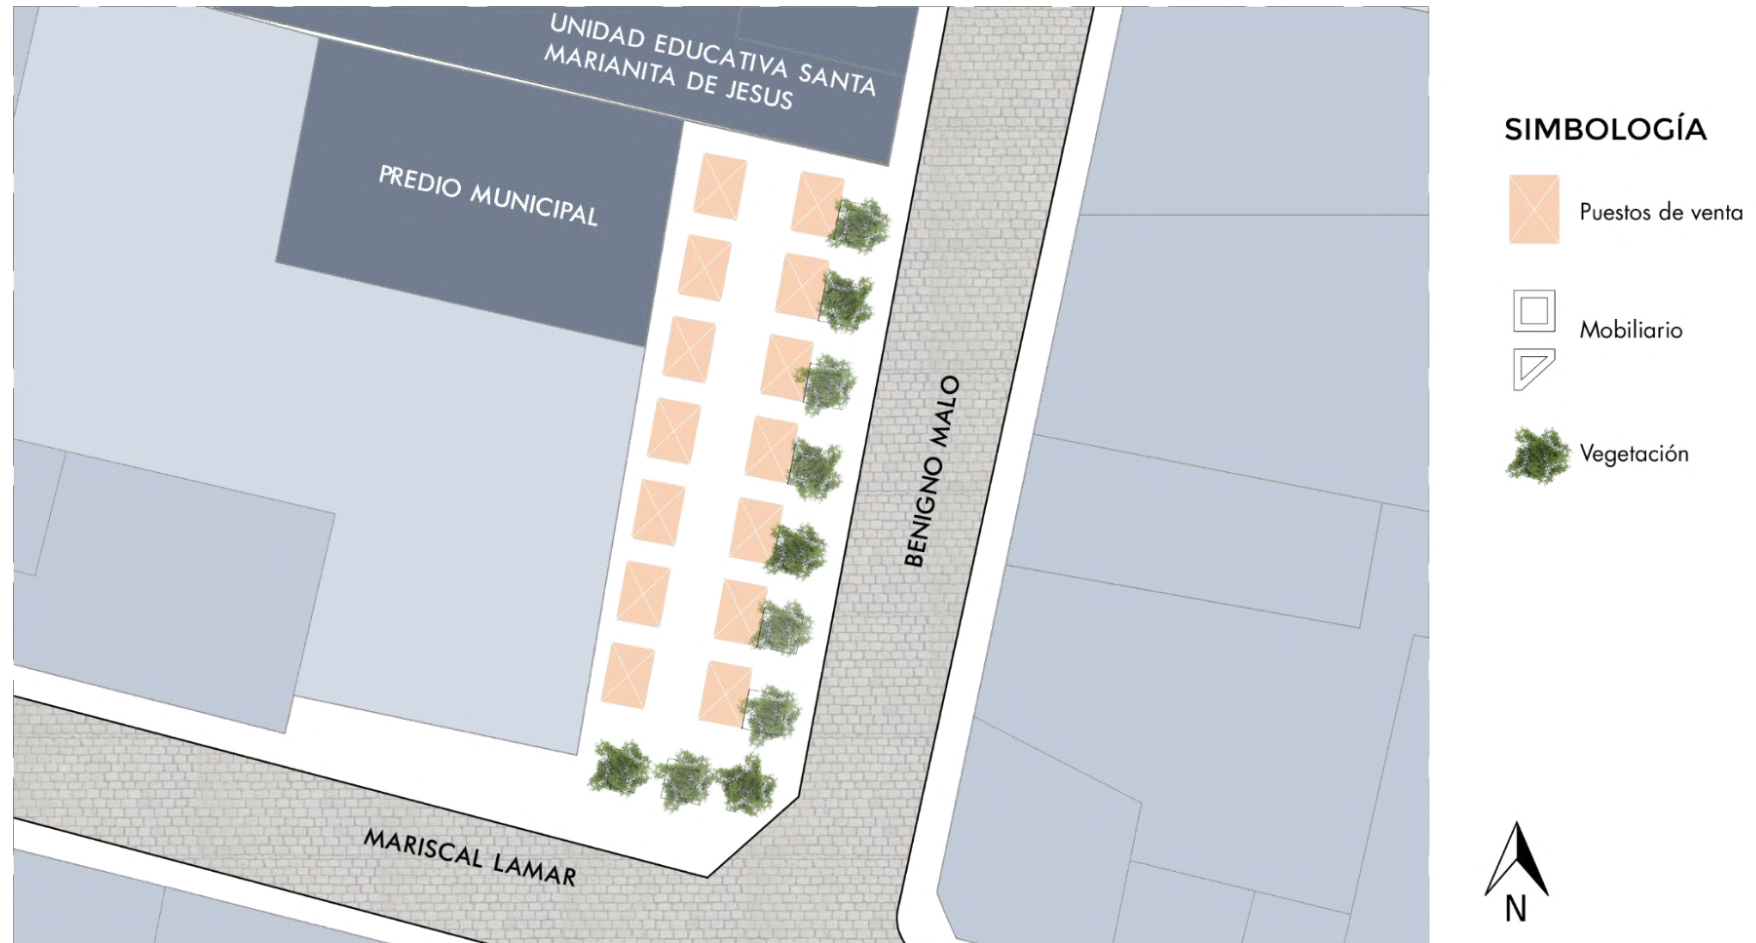 UNIDAD EDUCATIVA SANTA
MARIANITA DE JESUS
PREDIO MUNICIPAL
BENIGNO MALO
MARISCAL LAMAR
SIMBOLOGÍA
Puestos de venta
Mobiliario
Vegetación
N